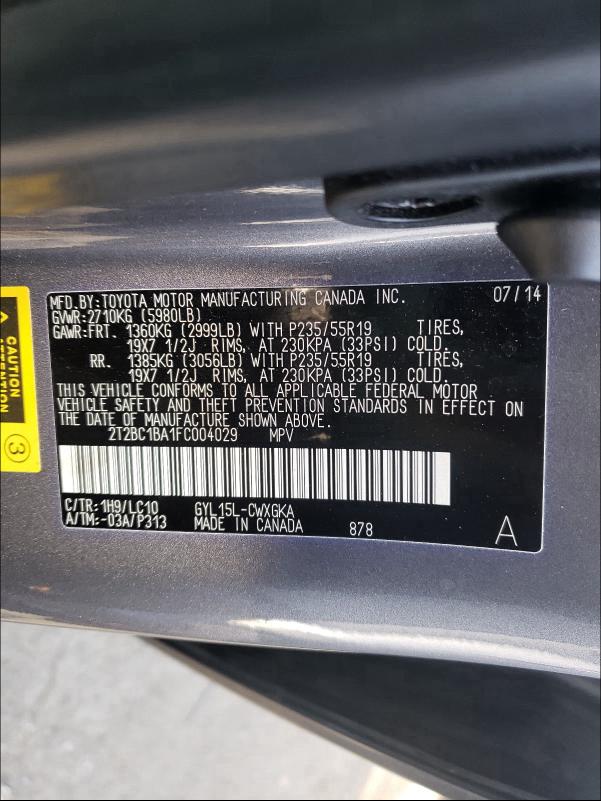 MFD.BY:TOYOTA MOTOR MANUFACTURING CANADA INC. 07/14
GVWR:2710KG (5980LB)
GAWR:FRT. 1360KG (2999LB) WITH P235/55R19 TIRES,
19X7 1/2J RIMS, AT 230KPA (33PSI) COLD.
RR. 1385KG (3056LB) WITH P235/55R19 TIRES,
19X7 1/2J RIMS, AT 230KPA (33PSI) COLD.
THIS VEHICLE CONFORMS TO ALL APPLICABLE FEDERAL MOTOR
VEHICLE SAFETY AND THEFT PREVENTION STANDARDS IN EFFECT ON
THE DATE OF MANUFACTURE SHOWN ABOVE.
2T2BC1BA1FC004029 MPV
C/TR:1H9/LC10 GYL15L-CWXGKA
A/TM:-03A/P313 MADE IN CANADA 878 A
CAUTION
3